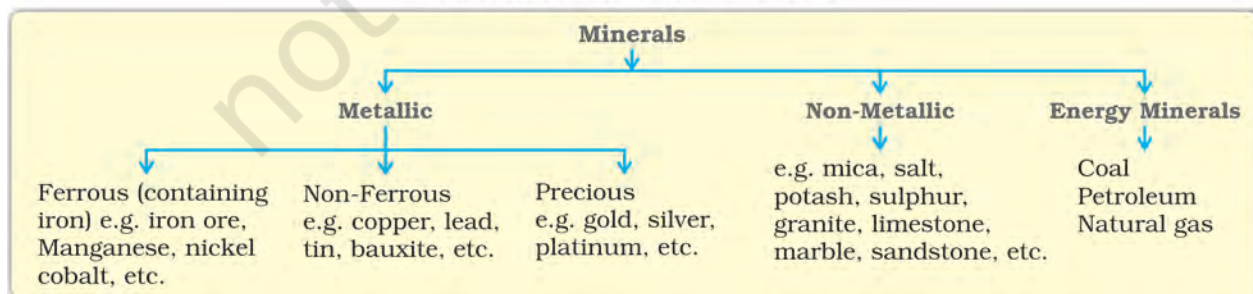 not
Minerals
Metallic
Non-Metallic
Energy Minerals
Ferrous (containing
iron) e.g. iron ore,
Manganese, nickel
cobalt, etc.
Non-Ferrous
e.g. copper, lead,
tin, bauxite, etc.
Precious
e.g. gold, silver,
platinum, etc.
e.g. mica, salt,
potash, sulphur,
granite, limestone,
marble, sandstone, etc.
Coal
Petroleum
Natural gas